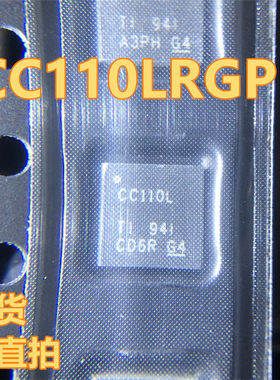 TI 94I
A3PH G4
CC110LRGP
CC110L
TI 94I
CD6R G4
货
直拍